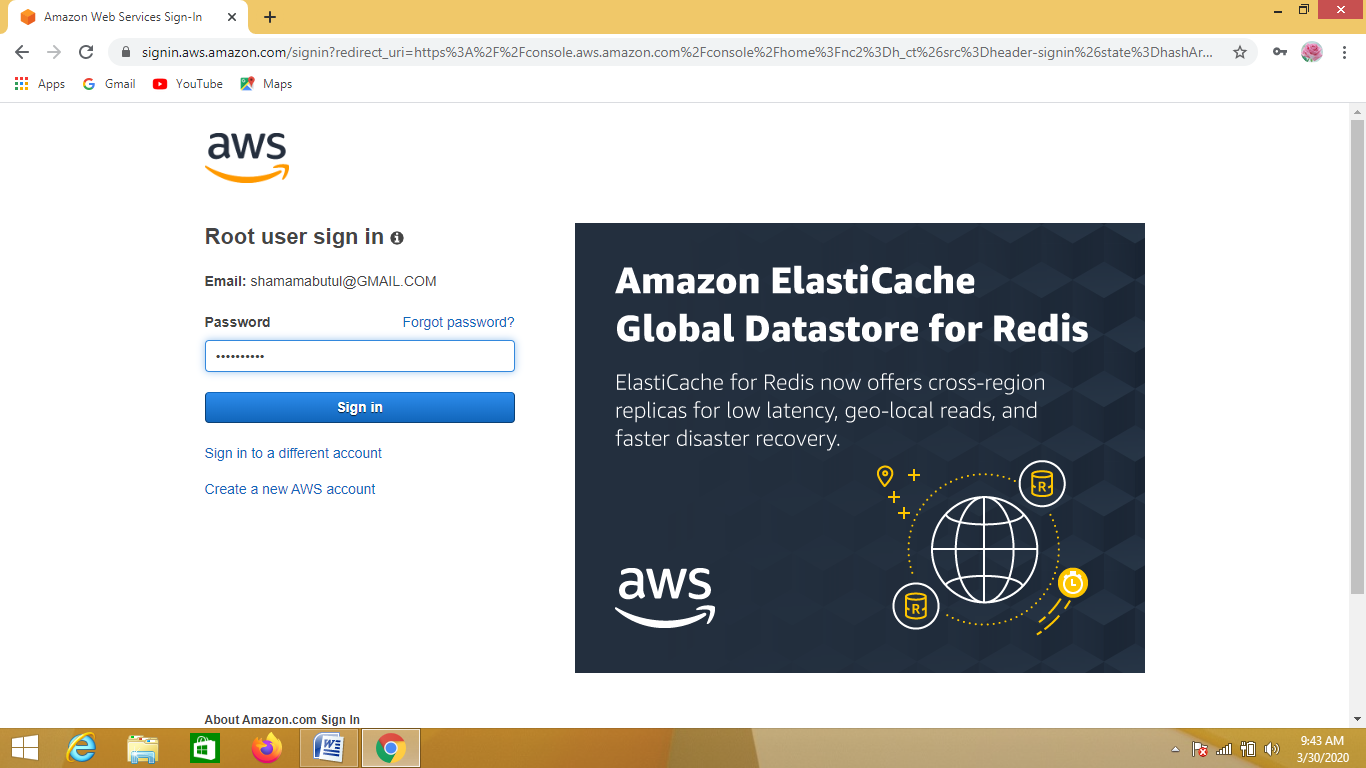 Amazon Web Services Sign-In
signin.aws.amazon.com/signin?redirect_uri=https%3A%2F%2Fconsole.aws.amazon.com%2Fconsole%2Fhome%3Fnc2%3Dh_ct%26src%3Dheader-signin%26state%3DhashAr...
Apps Gmail YouTube Maps
aws
Root user sign in
Email: shamamabutul@GMAIL.COM
Password Forgot password?
••••••••••
Sign in
Sign in to a different account
Create a new AWS account
Amazon ElastiCache
Global Datastore for Redis
ElastiCache for Redis now offers cross-region
replicas for low latency, geo-local reads, and
faster disaster recovery.
R
R
aws
About Amazon.com Sign In
9:43 AM
3/30/2020